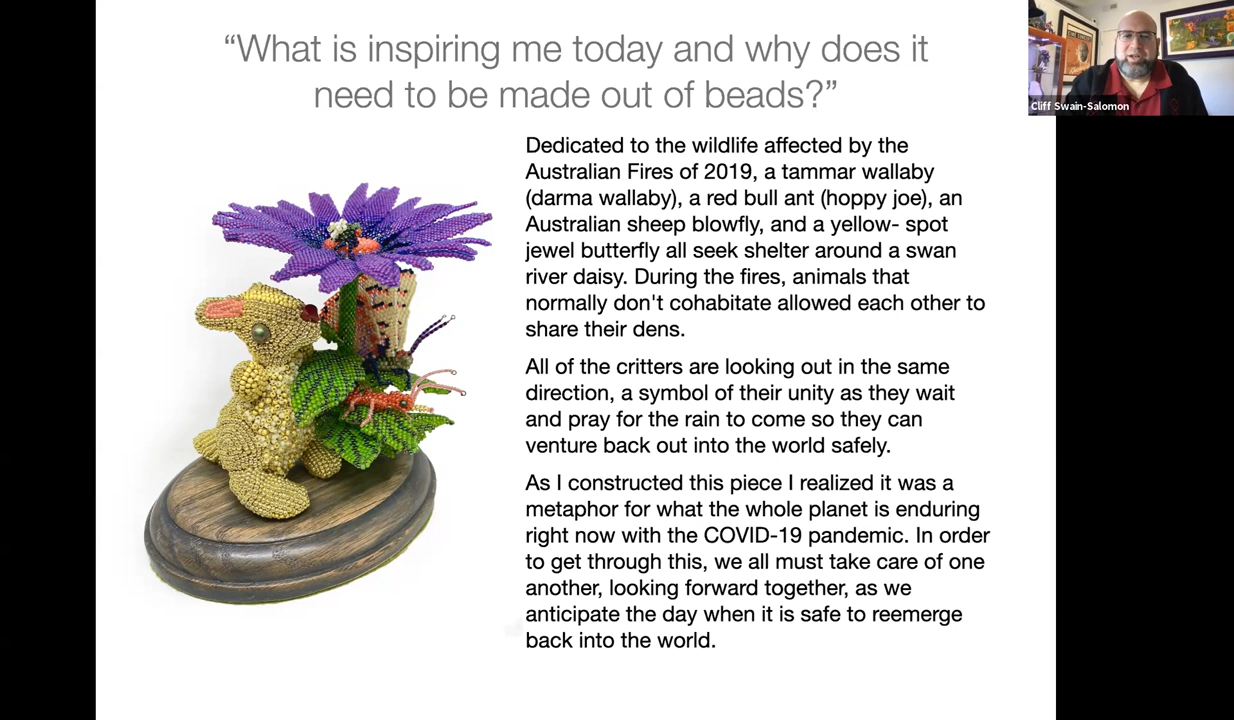 “What is inspiring me today and why does it
need to be made out of beads?”
Cliff Swain-Salomon
Dedicated to the wildlife affected by the
Australian Fires of 2019, a tammar wallaby
(darma wallaby), a red bull ant (hoppy joe), an
Australian sheep blowfly, and a yellow- spot
jewel butterfly all seek shelter around a swan
river daisy. During the fires, animals that
normally don't cohabitate allowed each other to
share their dens.
All of the critters are looking out in the same
direction, a symbol of their unity as they wait
and pray for the rain to come so they can
venture back out into the world safely.
As I constructed this piece I realized it was a
metaphor for what the whole planet is enduring
right now with the COVID-19 pandemic. In order
to get through this, we all must take care of one
another, looking forward together, as we
anticipate the day when it is safe to reemerge
back into the world.